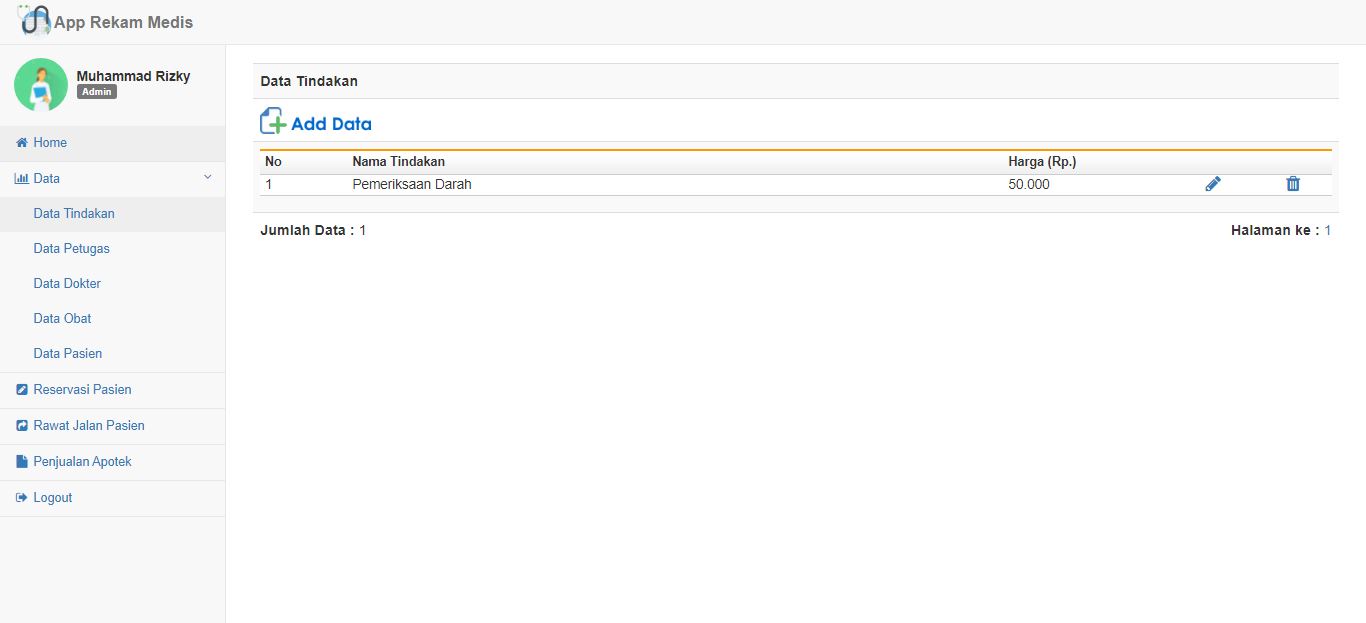 App Rekam Medis
Muhammad Rizky
Admin
Home
Data
Data Tindakan
Data Petugas
Data Dokter
Data Obat
Data Pasien
Reservasi Pasien
Rawat Jalan Pasien
Penjualan Apotek
Logout
Data Tindakan
Add Data
No Nama Tindakan Harga (Rp.)
1 Pemeriksaan Darah 50.000
Jumlah Data : 1 Halaman ke : 1